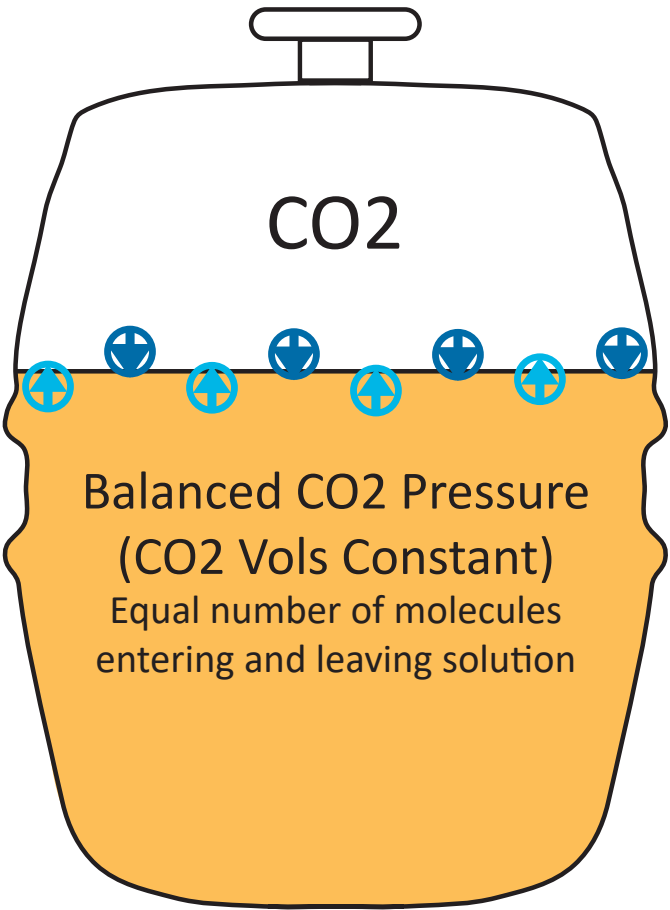 CO2
Balanced CO2 Pressure
(CO2 Vols Constant)
Equal number of molecules
entering and leaving solution